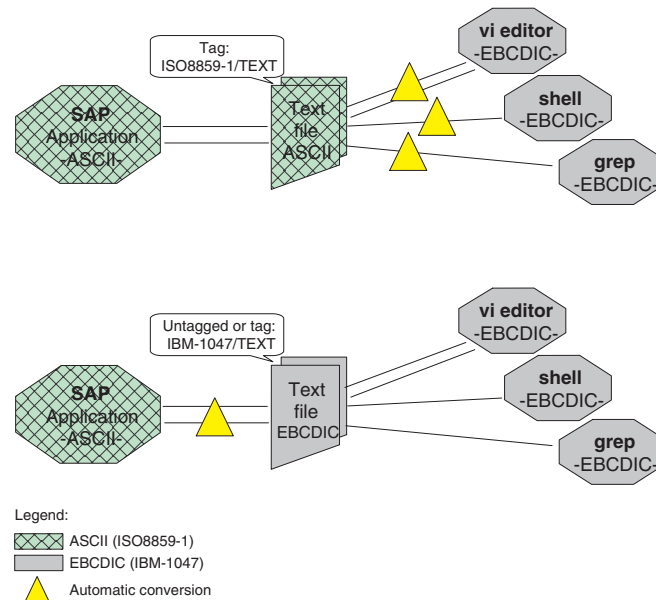 Tag:
ISO8859-1/TEXT
SAP
Application
-ASCII-
Text
file
ASCII
vi editor
-EBCDIC-
shell
-EBCDIC-
grep
-EBCDIC-
Untagged or tag:
IBM-1047/TEXT
SAP
Application
-ASCII-
Text
file
EBCDIC
vi editor
-EBCDIC-
shell
-EBCDIC-
grep
-EBCDIC-
Legend:
ASCII (ISO8859-1)
EBCDIC (IBM-1047)
Automatic conversion